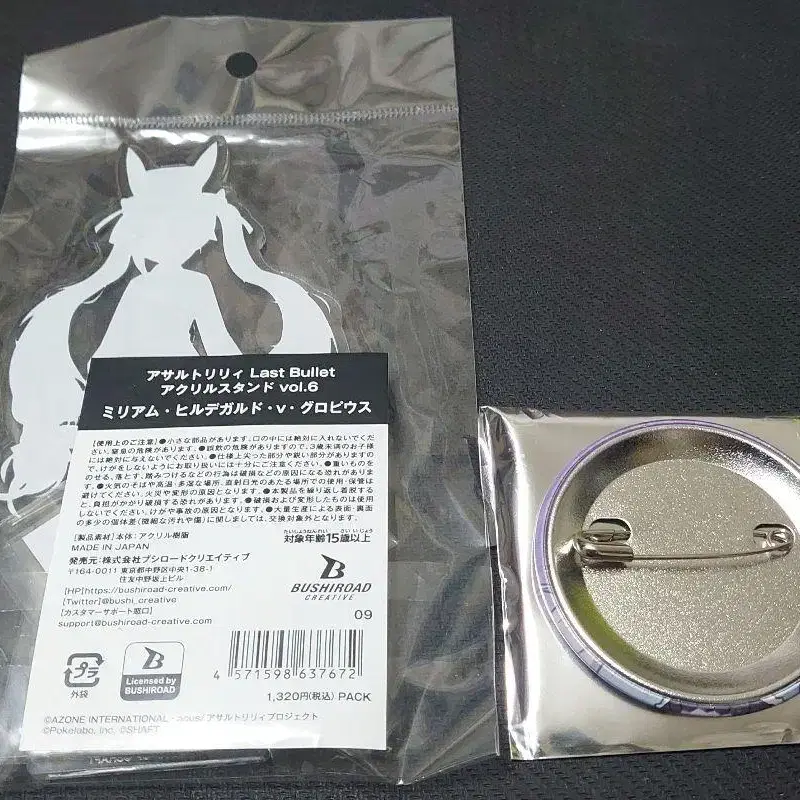 アサルトリリィ Last Bullet
アクリルスタンド vol.6
ミリアム・ヒルデガルド・v・グロピウス
【使用上のご注意】●小さな部品があります。口の中には絶対に入れないでくだ
さい。窒息の危険があります。●誤飲の危険がありますので、3歳未満のお子様
には絶対に与えないでください。●仕様上尖った部分や鋭い部分がありますの
で、けがをしないようにお取り扱いには十分にご注意ください。●重いものを
のせる、落とす、踏みつけるなどの行為は破損などの原因になる恐れがありま
す。●火気のそばや高温・多湿な場所、直射日光のあたる場所での使用・保管は
避けてください。火災や変形の原因となります。●本製品を繰り返し着脱する
と、負担がかかり破損する恐れがあります。●破損および変形したものは使用
しないでください。けがや事故の原因となります。●大量生産による表面・裏面
の多少の個体差(微細な汚れや傷)に関しましては、交換対象外となります。
[製品素材]本体:アクリル樹脂
MADE IN JAPAN
たいしょうねんれい さい いじょう
対象年齢15歳以上
発売元:株式会社ブシロードクリエイティブ
〒164-0011 東京都中野区中央1-38-1
住友中野坂上ビル
[HP]https://bushiroad-creative.com/
[Twitter]@bushi_creative
[カスタマーサポート窓口]
support@bushiroad-creative.com
BUSHIROAD
CREATIVE
09
プラ
外袋
Licensed by
BUSHIROAD
4 571598 637672
1,320円(税込) PACK
©AZONE INTERNATIONAL・acus/アサルトリリィプロジェクト
©Pokelabo, Inc. ©SHAFT